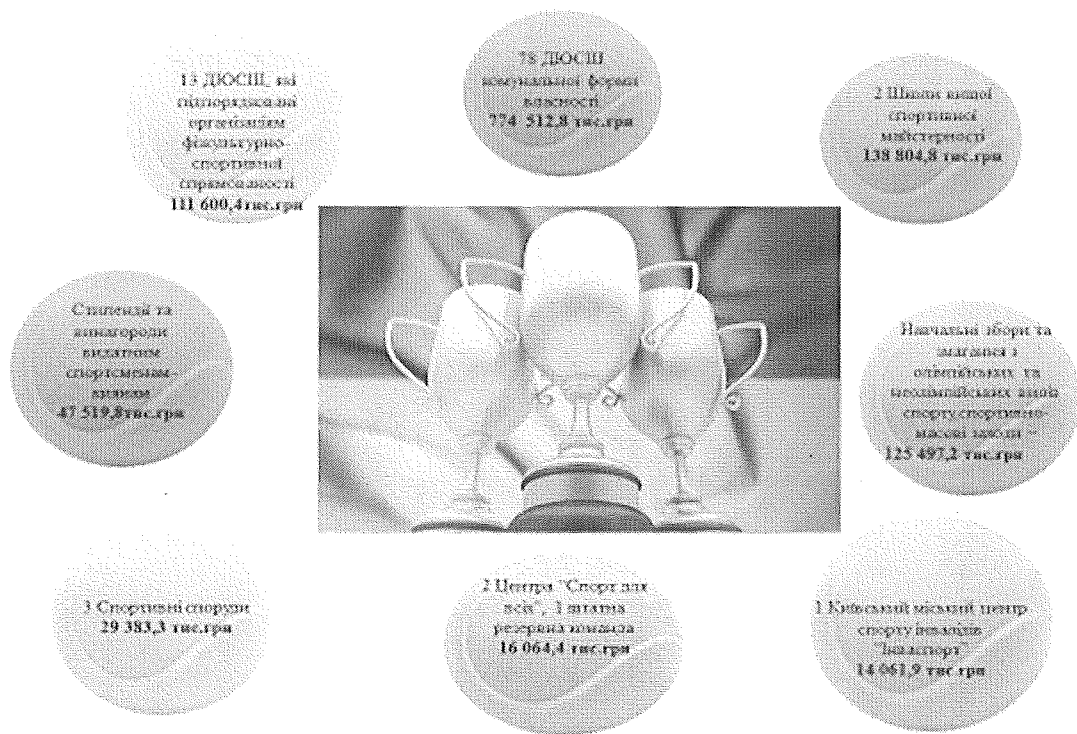 13 ДЮСШ, які
підпорядковані
організаціям
фізкультурно-
спортивної
спрямованості
111 600,4тис.грн
78 ДЮСШ
комунальної форми
власності
774 512,8 тис.грн
2 Школи вищої
спортивної
майстерності
138 804,8 тис.грн
Стипендії та
винагороди
видатним
спортсменам-
киянам
47 519,8тис.грн
Навчальні збори та
змагання з
олімпійських та
неолімпійських видів
спорту спортивно-
масові заходи –
125 497,2 тис.грн
3 Спортивні споруди
29 383,3 тис.грн
2 Центри "Спорт для
всіх", 1 штатна
резервна команда
16 064,4 тис.грн
1 Київський міський центр
спорту інвалідів
"Інваспорт"
14 061,9 тис.грн